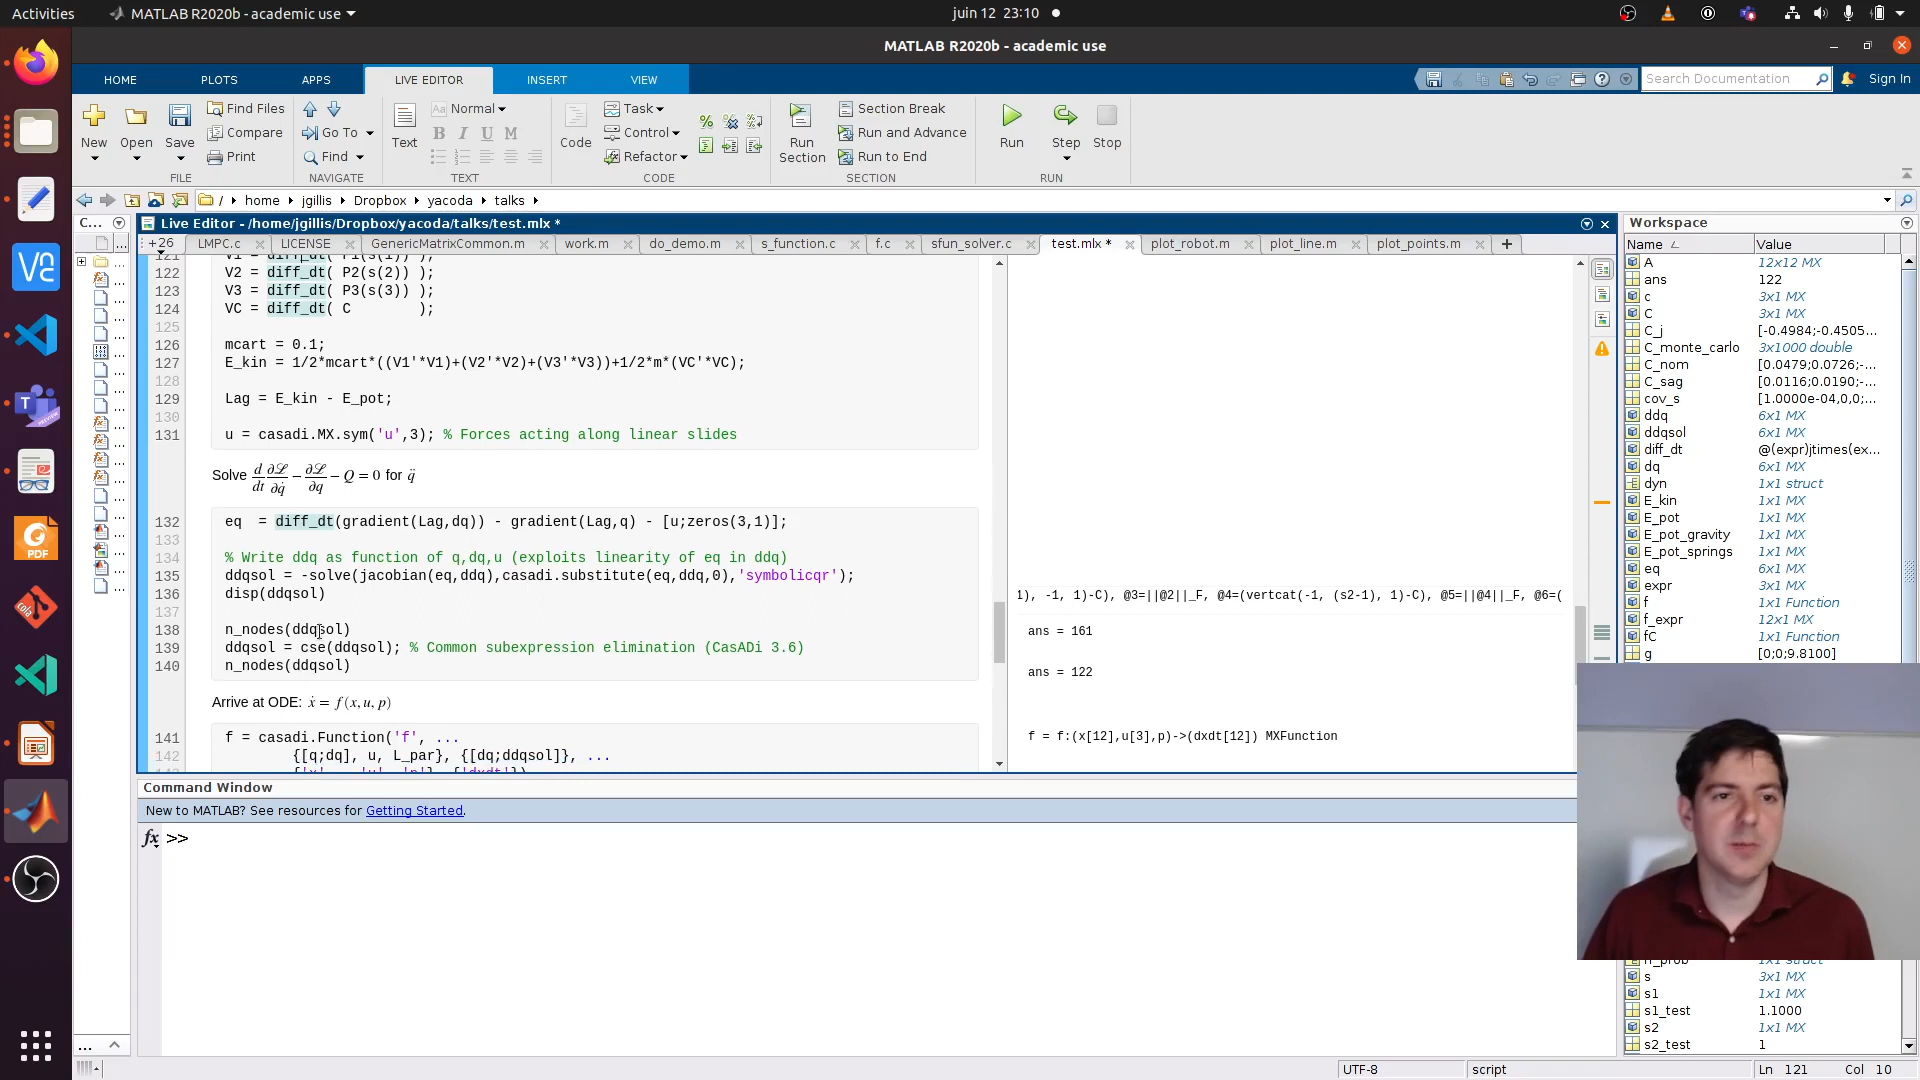 Activities
MATLAB R2020b - academic use
juin 12 23:10
MATLAB R2020b - academic use
HOME
PLOTS
APPS
LIVE EDITOR
INSERT
VIEW
Search Documentation
Sign In
New
Open
Save
Find Files
Compare
Print
FILE
Go To
Find
NAVIGATE
Text
Aa Normal
B I U M
TEXT
Code
Task
Control
Refactor
CODE
Run Section
Section Break
Run and Advance
Run to End
SECTION
Run
Step
Stop
RUN
/ home jgillis Dropbox yacoda talks
C...
Live Editor - /home/jgillis/Dropbox/yacoda/talks/test.mlx *
+26
LMPC.c
LICENSE
GenericMatrixCommon.m
work.m
do_demo.m
s_function.c
f.c
sfun_solver.c
test.mlx *
plot_robot.m
plot_line.m
plot_points.m
121 V1 = diff_dt( P1(s(1)) );
122 V2 = diff_dt( P2(s(2)) );
123 V3 = diff_dt( P3(s(3)) );
124 VC = diff_dt( C );
125
126 mcart = 0.1;
127 E_kin = 1/2*mcart*((V1'*V1)+(V2'*V2)+(V3'*V3))+1/2*m*(VC'*VC);
128
129 Lag = E_kin - E_pot;
130
131 u = casadi.MX.sym('u',3); % Forces acting along linear slides
Solve d/dt ∂ℒ/∂q̇ − ∂ℒ/∂q − Q = 0 for q̈
132 eq = diff_dt(gradient(Lag,dq)) - gradient(Lag,q) - [u;zeros(3,1)];
133
134 % Write ddq as function of q,dq,u (exploits linearity of eq in ddq)
135 ddqsol = -solve(jacobian(eq,ddq),casadi.substitute(eq,ddq,0),'symbolicqr');
136 disp(ddqsol)
137
138 n_nodes(ddqsol)
139 ddqsol = cse(ddqsol); % Common subexpression elimination (CasADi 3.6)
140 n_nodes(ddqsol)
Arrive at ODE: ẋ = f(x, u, p)
141 f = casadi.Function('f', ...
142 {[q;dq], u, L_par}, {[dq;ddqsol]}, ...
1), -1, 1)-C), @3=||@2||_F, @4=(vertcat(-1, (s2-1), 1)-C), @5=||@4||_F, @6=(
ans = 161
ans = 122
f = f:(x[12],u[3],p)->(dxdt[12]) MXFunction
Command Window
New to MATLAB? See resources for Getting Started.
fx >>
Workspace
Name Value
A 12x12 MX
ans 122
c 3x1 MX
C 3x1 MX
C_j [-0.4984;-0.4505...
C_monte_carlo 3x1000 double
C_nom [0.0479;0.0726;-...
C_sag [0.0116;0.0190;-...
cov_s [1.0000e-04,0,0;...
ddq 6x1 MX
ddqsol 6x1 MX
diff_dt @(expr)jtimes(ex...
dq 6x1 MX
dyn 1x1 struct
E_kin 1x1 MX
E_pot 1x1 MX
E_pot_gravity 1x1 MX
E_pot_springs 1x1 MX
eq 6x1 MX
expr 3x1 MX
f 1x1 Function
f_expr 12x1 MX
fC 1x1 Function
g [0;0;9.8100]
s 3x1 MX
s1 1x1 MX
s1_test 1.1000
s2 1x1 MX
s2_test 1
UTF-8
script
Ln 121 Col 10